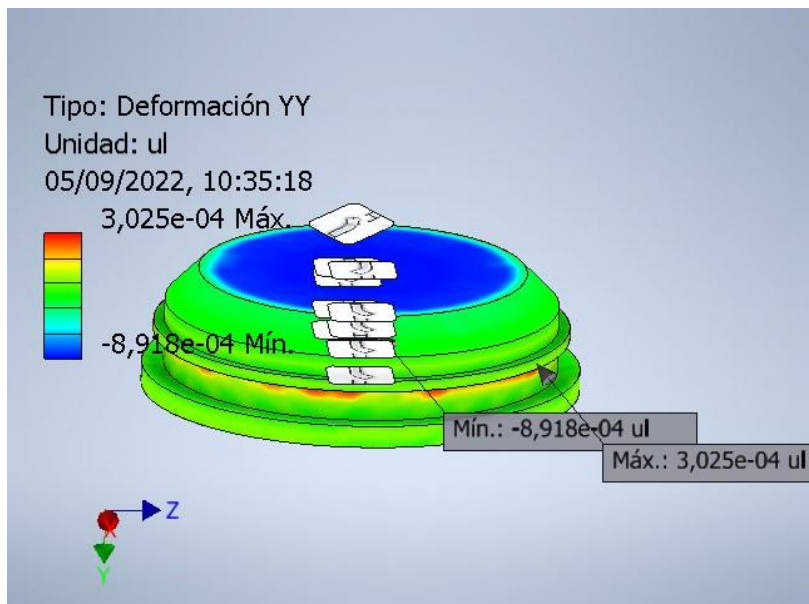 Tipo: Deformación YY
Unidad: ul
05/09/2022, 10:35:18
3,025e-04 Máx.
-8,918e-04 Mín.
Mín.: -8,918e-04 ul
Máx.: 3,025e-04 ul
Z
X
Y